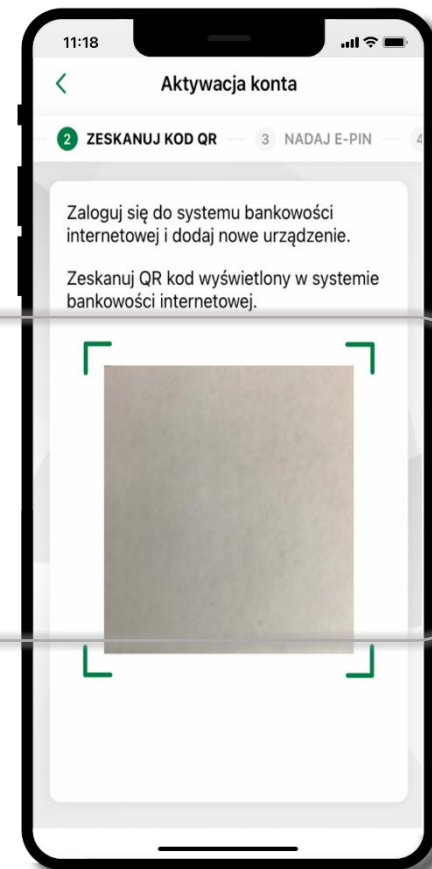 11:18
Aktywacja konta
2 ZESKANUJ KOD QR 3 NADAJ E-PIN 4
Zaloguj się do systemu bankowości
internetowej i dodaj nowe urządzenie.
Zeskanuj QR kod wyświetlony w systemie
bankowości internetowej.